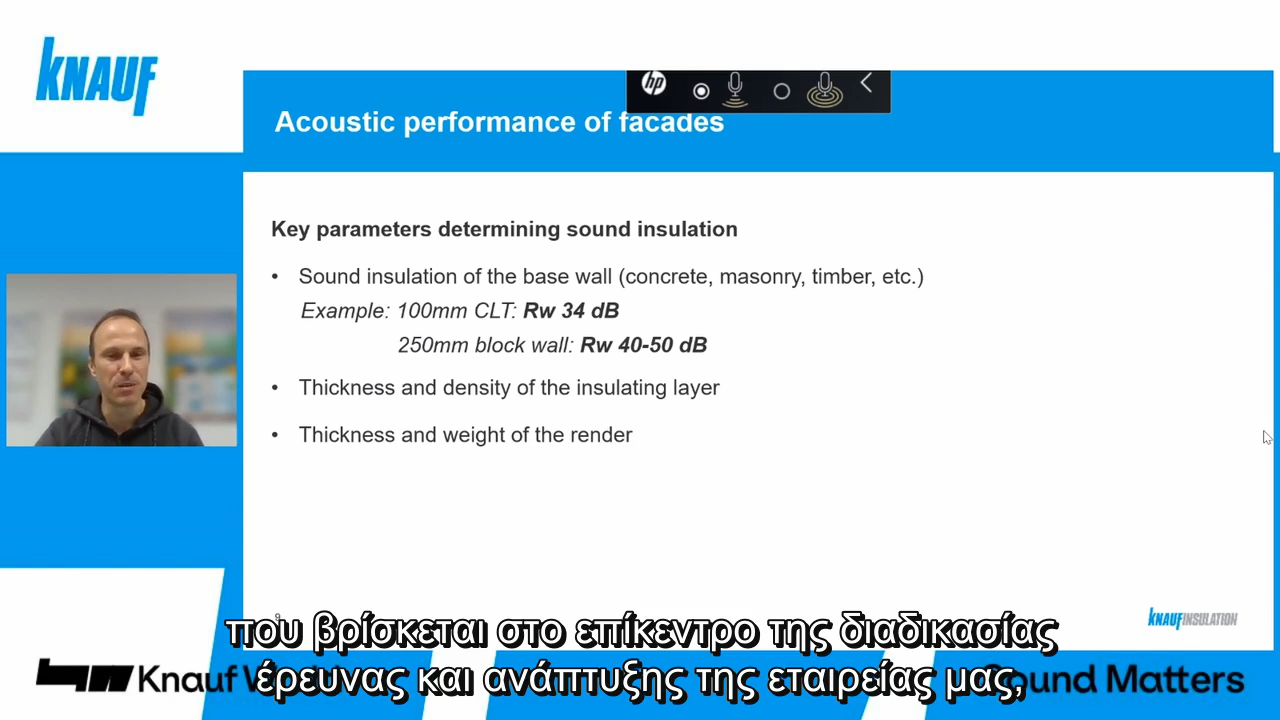 KNAUF
hp
Acoustic performance of facades
Key parameters determining sound insulation
• Sound insulation of the base wall (concrete, masonry, timber, etc.)
Example: 100mm CLT: Rw 34 dB
250mm block wall: Rw 40-50 dB
• Thickness and density of the insulating layer
• Thickness and weight of the render
KNAUFINSULATION
που βρίσκεται στο επίκεντρο της διαδικασίας
έρευνας και ανάπτυξης της εταιρείας μας,
Knauf
Sound Matters